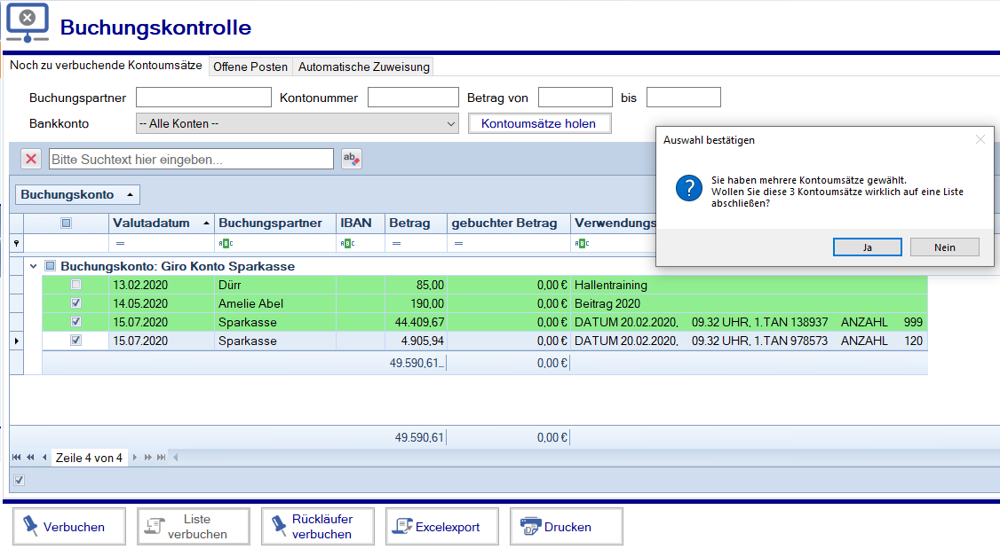 Buchungskontrolle
Noch zu verbuchende Kontoumsätze Offene Posten Automatische Zuweisung
Buchungspartner Kontonummer Betrag von bis
Bankkonto -- Alle Konten -- Kontoumsätze holen
Bitte Suchtext hier eingeben... ab
Auswahl bestätigen
Sie haben mehrere Kontoumsätze gewählt.
Wollen Sie diese 3 Kontoumsätze wirklich auf eine Liste
abschließen?
Ja Nein
Buchungskonto
Valutadatum Buchungspartner IBAN Betrag gebuchter Betrag Verwendungs
= ABC ABC = = ABC
Buchungskonto: Giro Konto Sparkasse
13.02.2020 Dürr 85,00 0,00 € Hallentraining
14.05.2020 Amelie Abel 190,00 0,00 € Beitrag 2020
15.07.2020 Sparkasse 44.409,67 0,00 € DATUM 20.02.2020, 09.32 UHR, 1.TAN 138937 ANZAHL 999
15.07.2020 Sparkasse 4.905,94 0,00 € DATUM 20.02.2020, 09.32 UHR, 1.TAN 978573 ANZAHL 120
49.590,61... 0,00 €
49.590,61 0,00 €
Zeile 4 von 4
Verbuchen Liste verbuchen Rückläufer verbuchen Excelexport Drucken